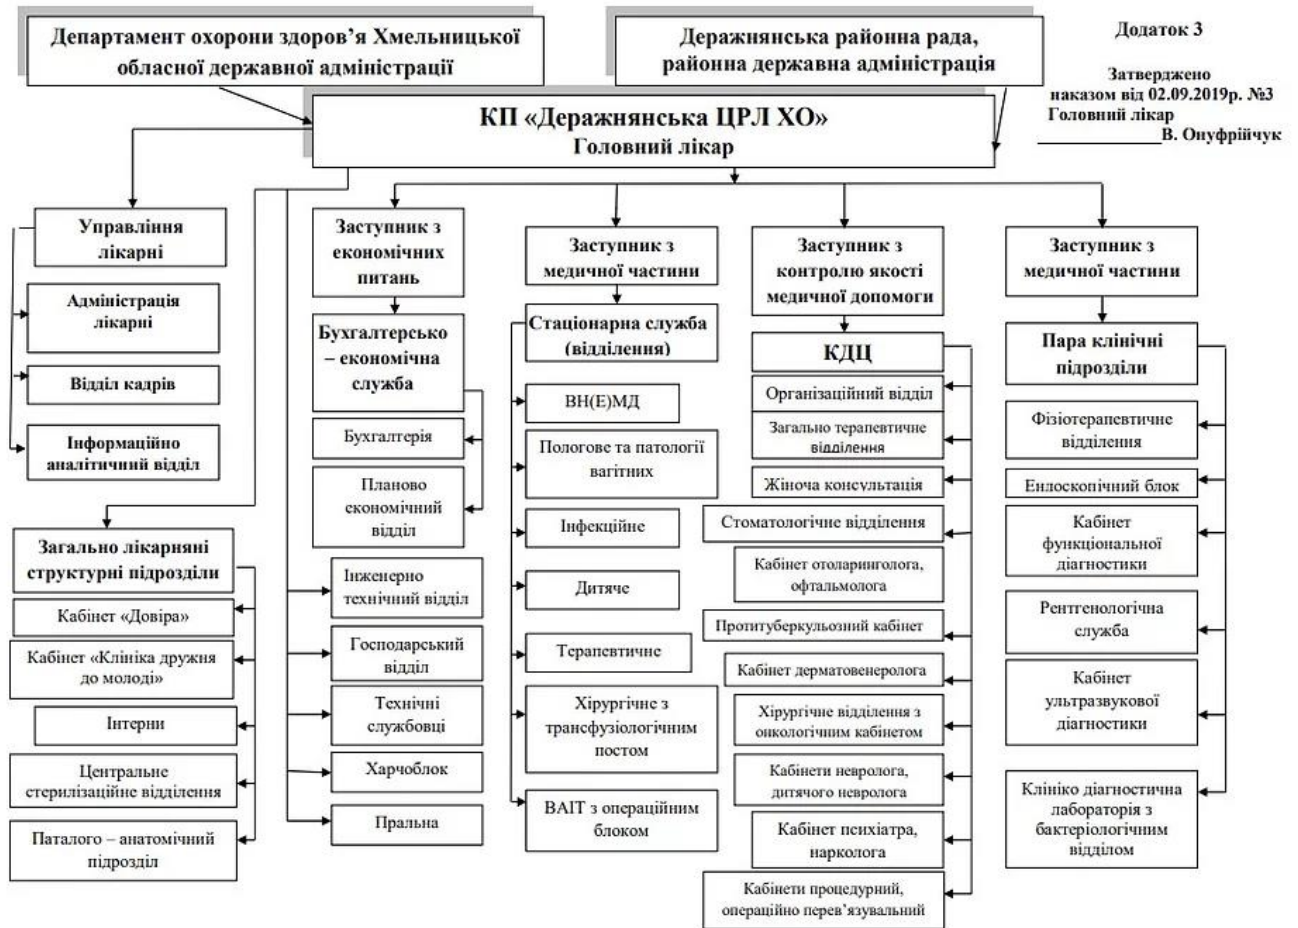 Департамент охорони здоров’я Хмельницької
обласної державної адміністрації
Деражнянська районна рада,
районна державна адміністрація
Додаток 3
Затверджено
наказом від 02.09.2019р. №3
Головний лікар
_____________В. Онуфрійчук
КП «Деражнянська ЦРЛ ХО»
Головний лікар
Управління
лікарні
Адміністрація
лікарні
Відділ кадрів
Інформаційно
аналітичний відділ
Загально лікарняні
структурні підрозділи
Кабінет «Довіра»
Кабінет «Клініка дружня
до молоді»
Інтерни
Центральне
стерилізаційне відділення
Паталого – анатомічний
підрозділ
Заступник з
економічних
питань
Бухгалтерсько
– економічна
служба
Бухгалтерія
Планово
економічний
відділ
Інженерно
технічний відділ
Господарський
відділ
Технічні
службовці
Харчоблок
Пральна
Заступник з
медичної частини
Стаціонарна служба
(відділення)
ВН(Е)МД
Пологове та патології
вагітних
Інфекційне
Дитяче
Терапевтичне
Хірургічне з
трансфузіологічним
постом
ВАІТ з операційним
блоком
Заступник з
контролю якості
медичної допомоги
КДЦ
Організаційний відділ
Загально терапевтичне
відділення
Жіноча консультація
Стоматологічне відділення
Кабінет отоларинголога,
офтальмолога
Протитуберкульозний кабінет
Кабінет дерматовенеролога
Хірургічне відділення з
онкологічним кабінетом
Кабінети невролога,
дитячого невролога
Кабінет психіатра,
нарколога
Кабінети процедурний,
операційно перев’язувальний
Заступник з
медичної частини
Пара клінічні
підрозділи
Фізіотерапевтичне
відділення
Ендоскопічний блок
Кабінет
функціональної
діагностики
Рентгенологічна
служба
Кабінет
ультразвукової
діагностики
Клініко діагностична
лабораторія з
бактеріологічним
відділом